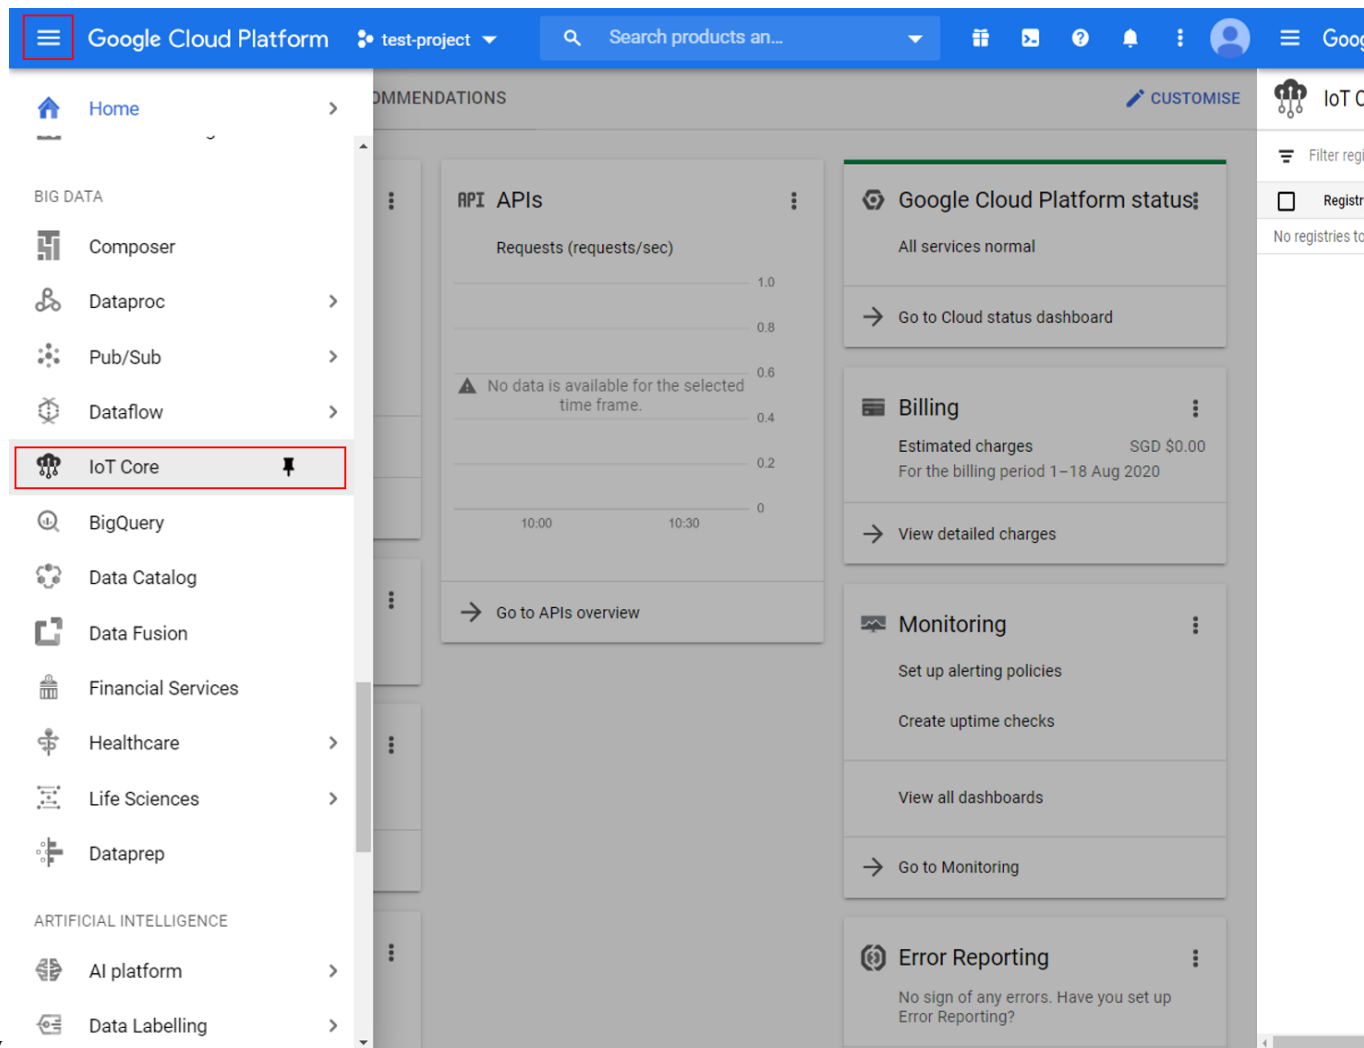 Google Cloud Platform
test-project
Search products an...
Home
BIG DATA
Composer
Dataproc
Pub/Sub
Dataflow
IoT Core
BigQuery
Data Catalog
Data Fusion
Financial Services
Healthcare
Life Sciences
Dataprep
ARTIFICIAL INTELLIGENCE
AI platform
Data Labelling
OMMENDATIONS
CUSTOMISE
API APIs
Requests (requests/sec)
1.0
0.8
0.6
No data is available for the selected
time frame.
0.4
0.2
0
10:00 10:30
Go to APIs overview
Google Cloud Platform status
All services normal
Go to Cloud status dashboard
Billing
Estimated charges SGD $0.00
For the billing period 1–18 Aug 2020
View detailed charges
Monitoring
Set up alerting policies
Create uptime checks
View all dashboards
Go to Monitoring
Error Reporting
No sign of any errors. Have you set up
Error Reporting?
Goog
IoT C
Filter regi
Registr
No registries to